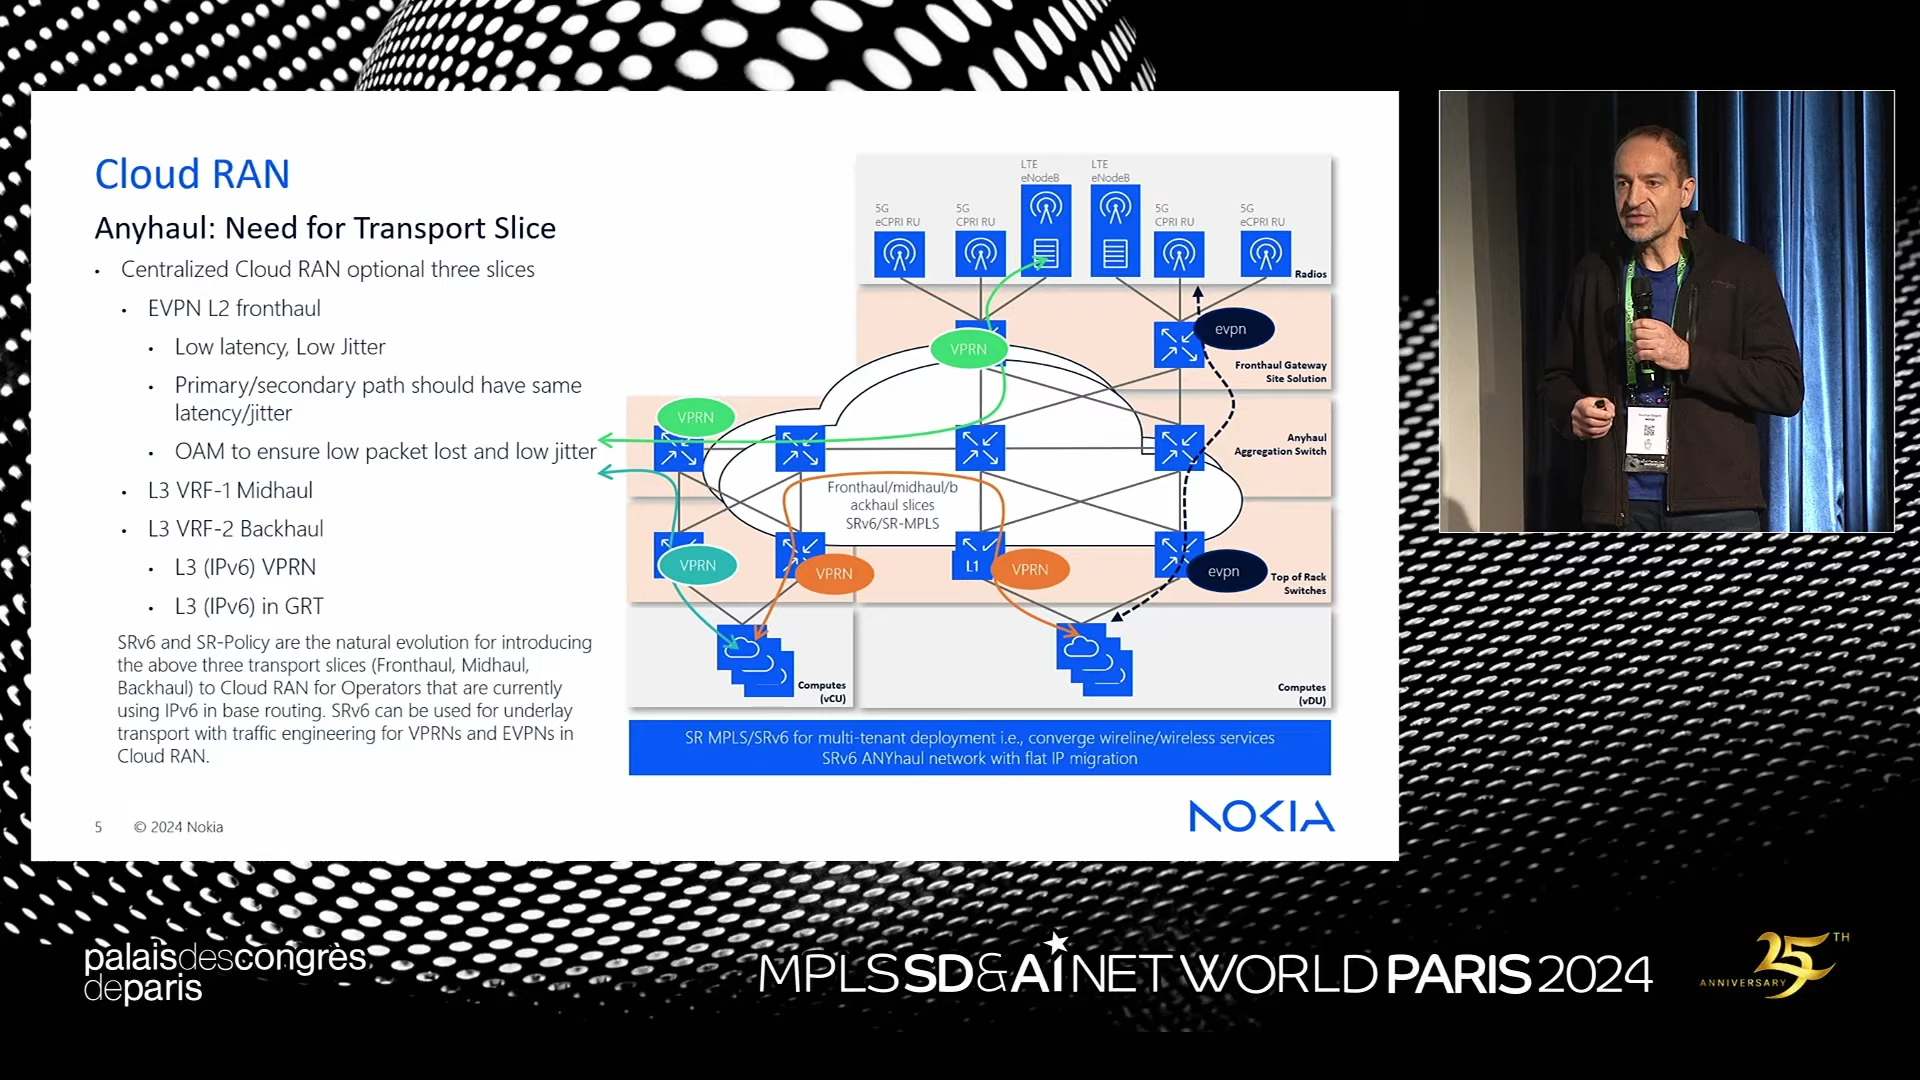 Cloud RAN
Anyhaul: Need for Transport Slice
• Centralized Cloud RAN optional three slices
• EVPN L2 fronthaul
• Low latency, Low Jitter
• Primary/secondary path should have same
latency/jitter
• OAM to ensure low packet lost and low jitter
• L3 VRF-1 Midhaul
• L3 VRF-2 Backhaul
• L3 (IPv6) VPRN
• L3 (IPv6) in GRT
SRv6 and SR-Policy are the natural evolution for introducing
the above three transport slices (Fronthaul, Midhaul,
Backhaul) to Cloud RAN for Operators that are currently
using IPv6 in base routing. SRv6 can be used for underlay
transport with traffic engineering for VPRNs and EVPNs in
Cloud RAN.
5 © 2024 Nokia
LTE
eNodeB
LTE
eNodeB
5G
eCPRI RU
5G
CPRI RU
5G
CPRI RU
5G
eCPRI RU
Radios
VPRN
evpn
Fronthaul Gateway
Site Solution
VPRN
Anyhaul
Aggregation Switch
Fronthaul/midhaul/b
ackhaul slices
SRv6/SR-MPLS
VPRN
VPRN
L1
VPRN
evpn
Top of Rack
Switches
Computes
(vCU)
Computes
(vDU)
SR MPLS/SRv6 for multi-tenant deployment i.e., converge wireline/wireless services
SRv6 ANYhaul network with flat IP migration
NOKIA
palaisdescongrès
deparis
MPLS SD & AI NET WORLD PARIS 2024
25TH
ANNIVERSARY